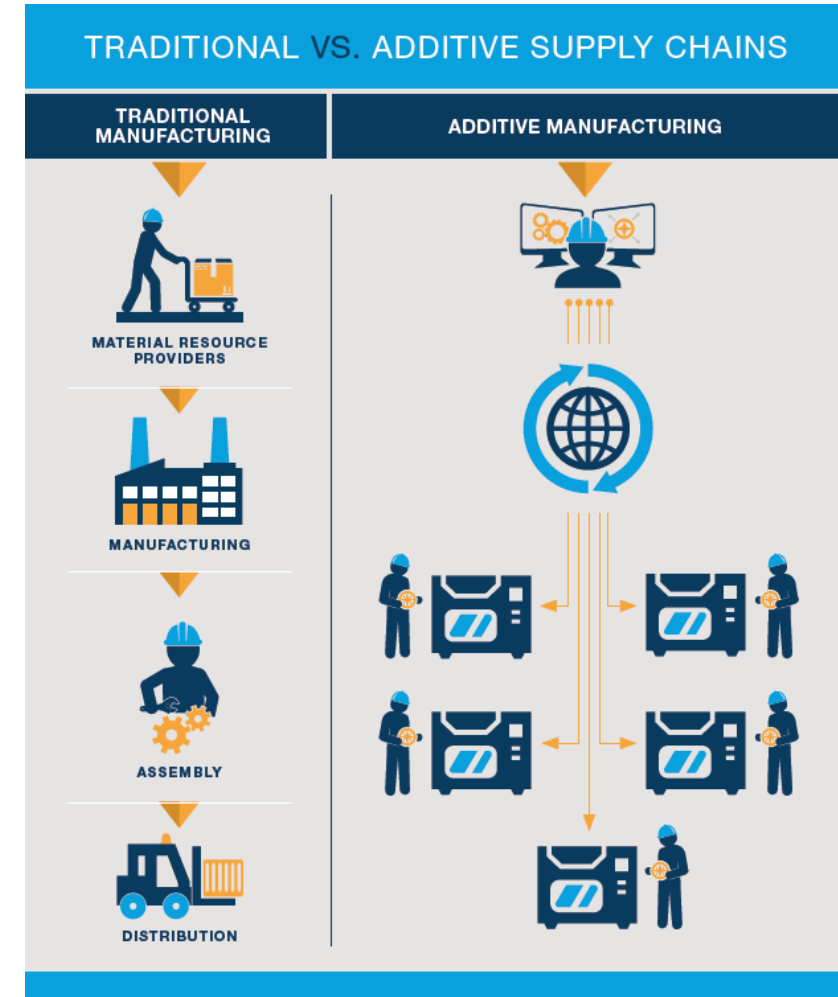 TRADITIONAL VS. ADDITIVE SUPPLY CHAINS
TRADITIONAL
MANUFACTURING
ADDITIVE MANUFACTURING
MATERIAL RESOURCE
PROVIDERS
MANUFACTURING
ASSEMBLY
DISTRIBUTION